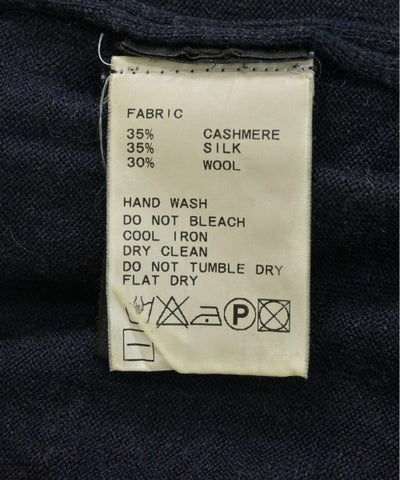 FABRIC
35% CASHMERE
35% SILK
30% WOOL
HAND WASH
DO NOT BLEACH
COOL IRON
DRY CLEAN
DO NOT TUMBLE DRY
FLAT DRY
P